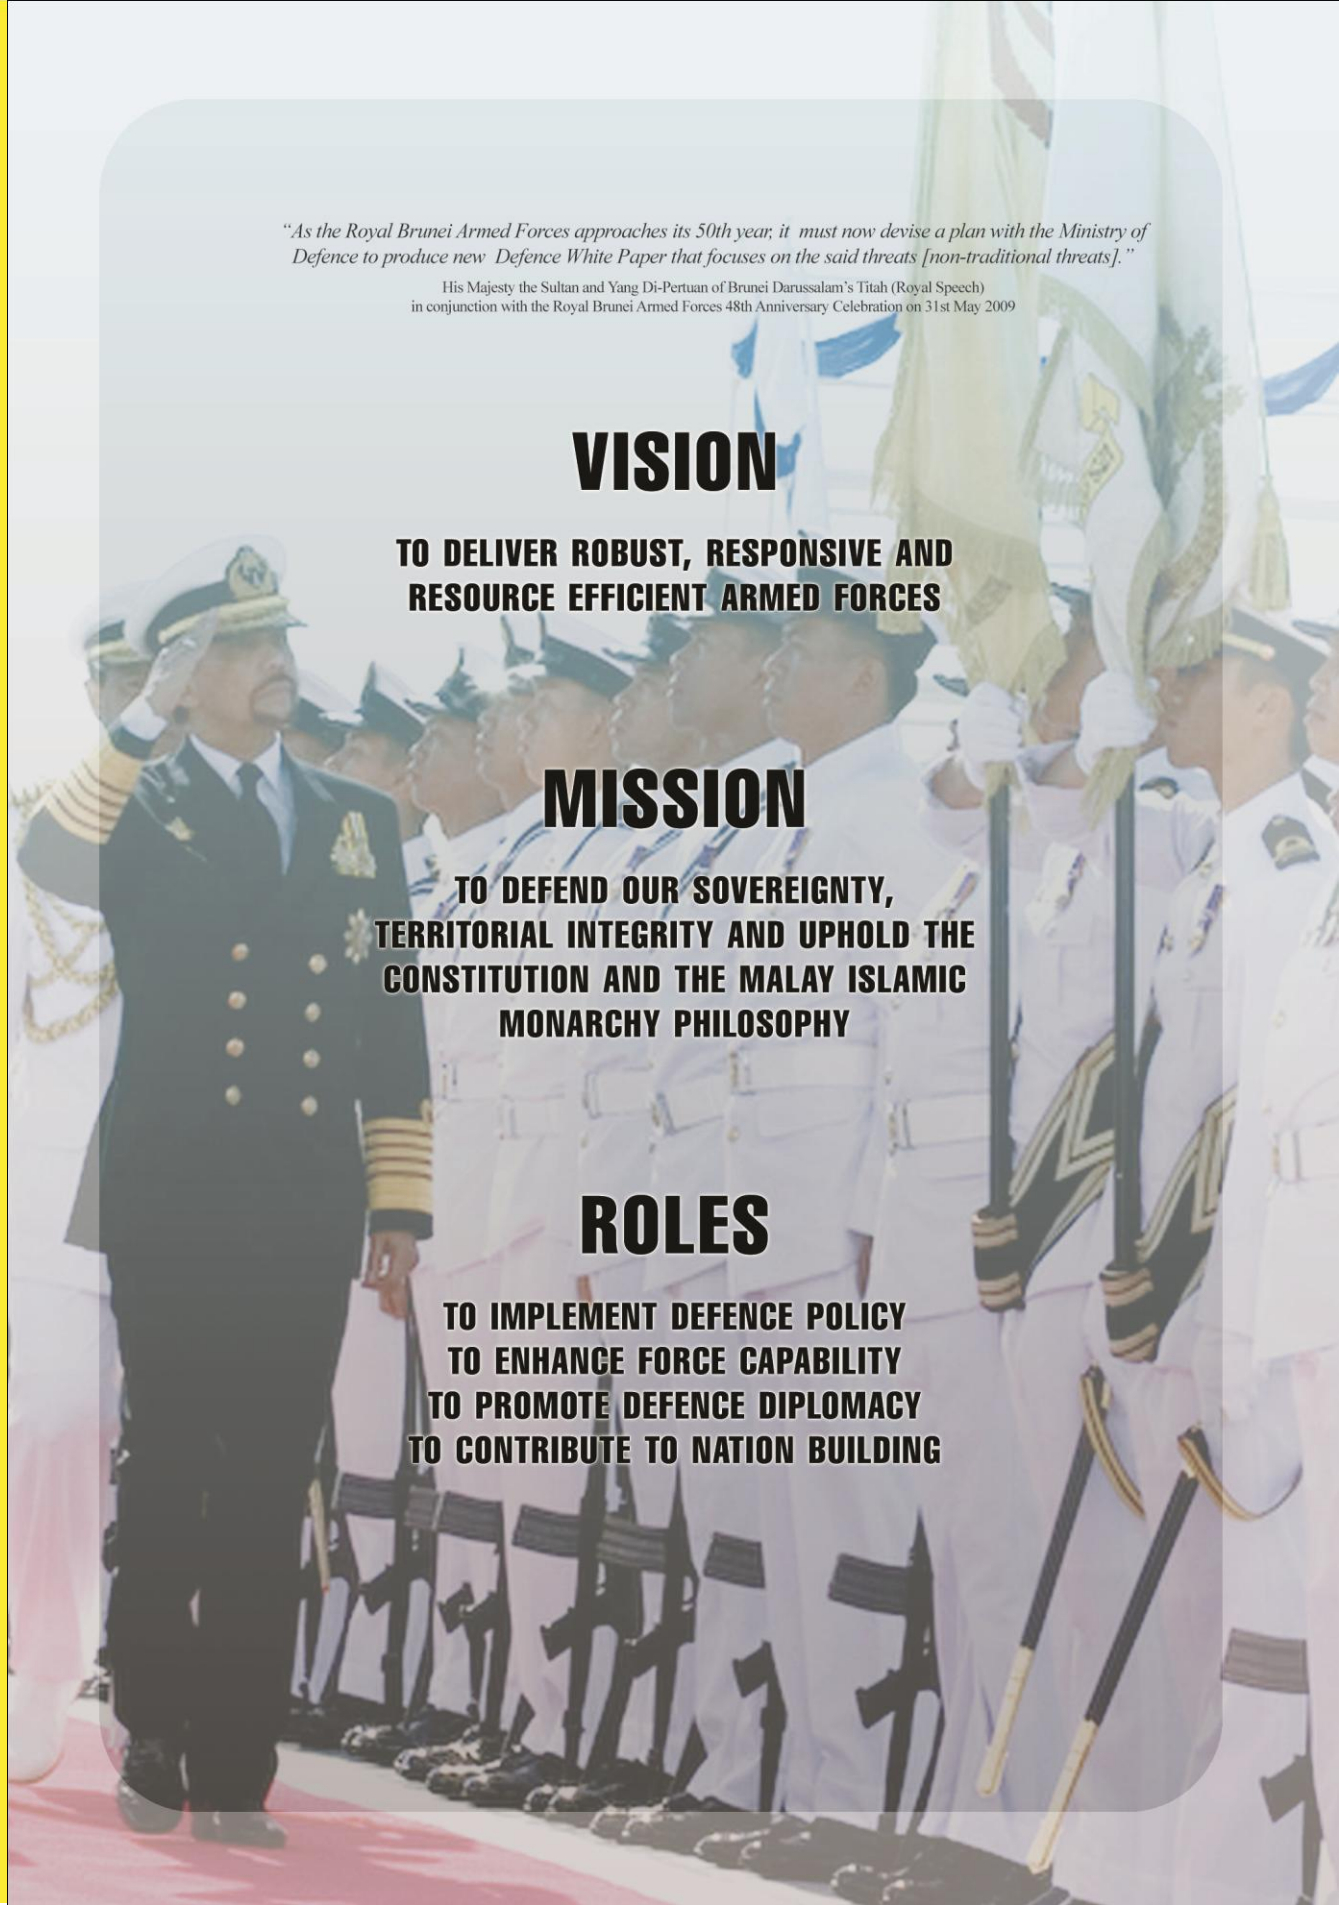 “As the Royal Brunei Armed Forces approaches its 50th year, it must now devise a plan with the Ministry of
Defence to produce new Defence White Paper that focuses on the said threats [non-traditional threats].”
His Majesty the Sultan and Yang Di-Pertuan of Brunei Darussalam’s Titah (Royal Speech)
in conjunction with the Royal Brunei Armed Forces 48th Anniversary Celebration on 31st May 2009
VISION
TO DELIVER ROBUST, RESPONSIVE AND
RESOURCE EFFICIENT ARMED FORCES
MISSION
TO DEFEND OUR SOVEREIGNTY,
TERRITORIAL INTEGRITY AND UPHOLD THE
CONSTITUTION AND THE MALAY ISLAMIC
MONARCHY PHILOSOPHY
ROLES
TO IMPLEMENT DEFENCE POLICY
TO ENHANCE FORCE CAPABILITY
TO PROMOTE DEFENCE DIPLOMACY
TO CONTRIBUTE TO NATION BUILDING